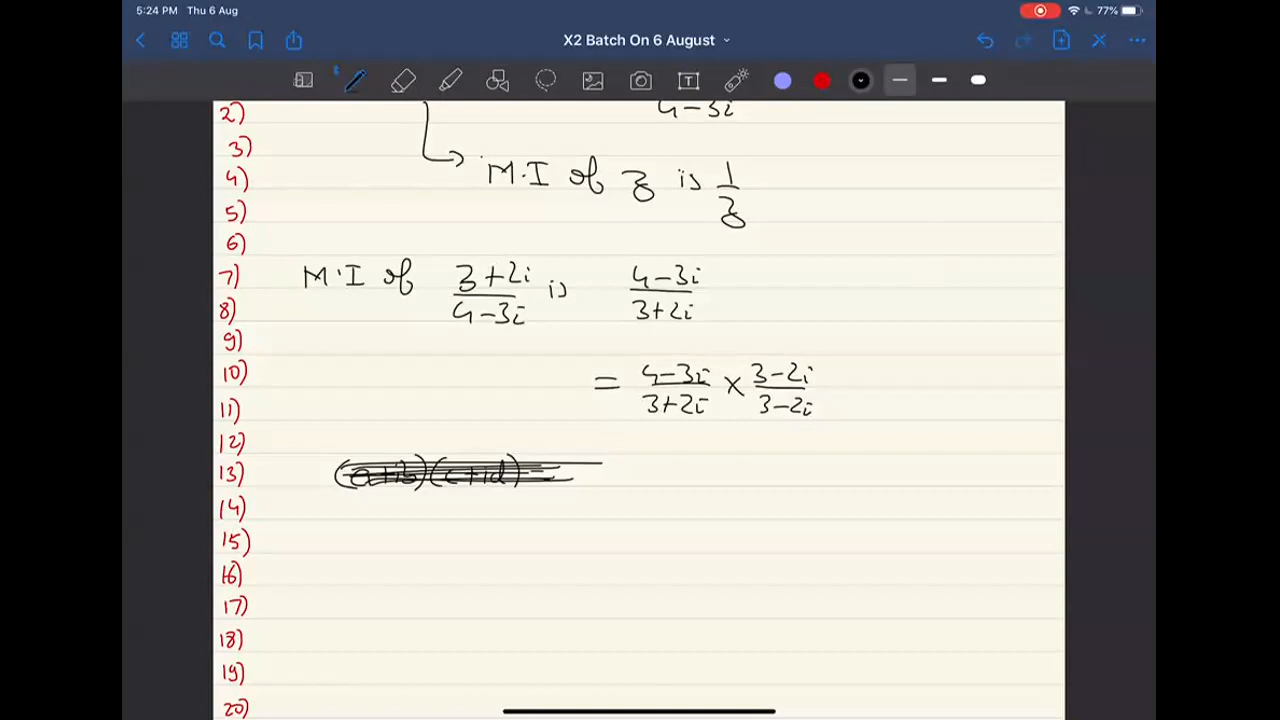 5:24 PM Thu 6 Aug
77%
X2 Batch On 6 August
2)
4-3i
3)
4) M.I of z is 1/z
5)
6)
7)
M.I of (3+2i)/(4-3i) is (4-3i)/(3+2i)
8)
9)
10)
= (4-3i)/(3+2i) × (3-2i)/(3-2i)
11)
12)
13) (a+ib)(c+id) =
14)
15)
16)
17)
18)
19)
20)